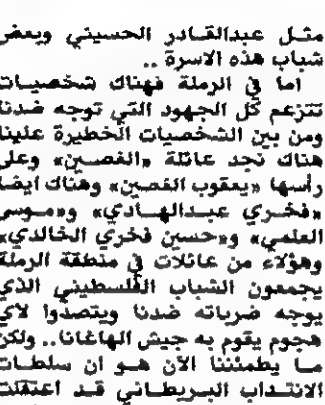 مثل عبدالقادر الحسيني وبعض
شباب هذه الاسرة ..
اما في الرملة فهناك شخصيات
تتزعم كل الجهود التي توجه ضدنا
ومن بين الشخصيات الخطيرة علينا
هناك نجد عائلة «الغصين» وعلى
رأسها «يعقوب الغصين» وهناك ايضا
«فخري عبدالهادي» و«موسى
العلمي» و«حسين فخري الخالدي»
وهؤلاء من عائلات في منطقة الرملة
يجمعون الشباب الفلسطيني الذي
يوجه ضرباته ضدنا ويتصدوا لاي
هجوم يقوم به جيش الهاغانا.. ولكن
ما يطمئننا الآن هو ان سلطات
الانتداب البريطاني قد اعتقلت